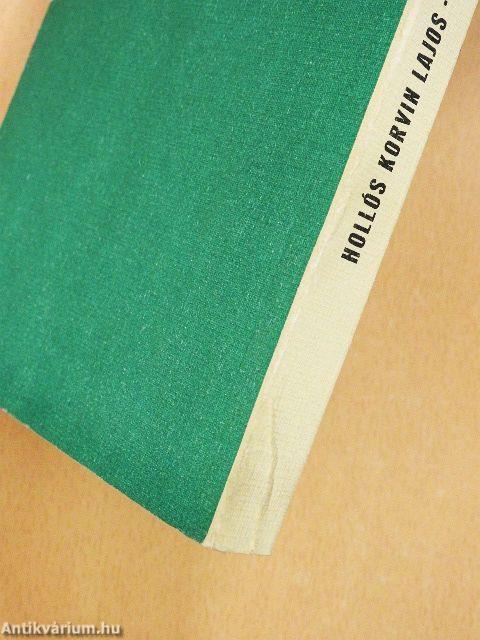 HOLLÓS KORVIN LAJOS -
Antikvárium.hu